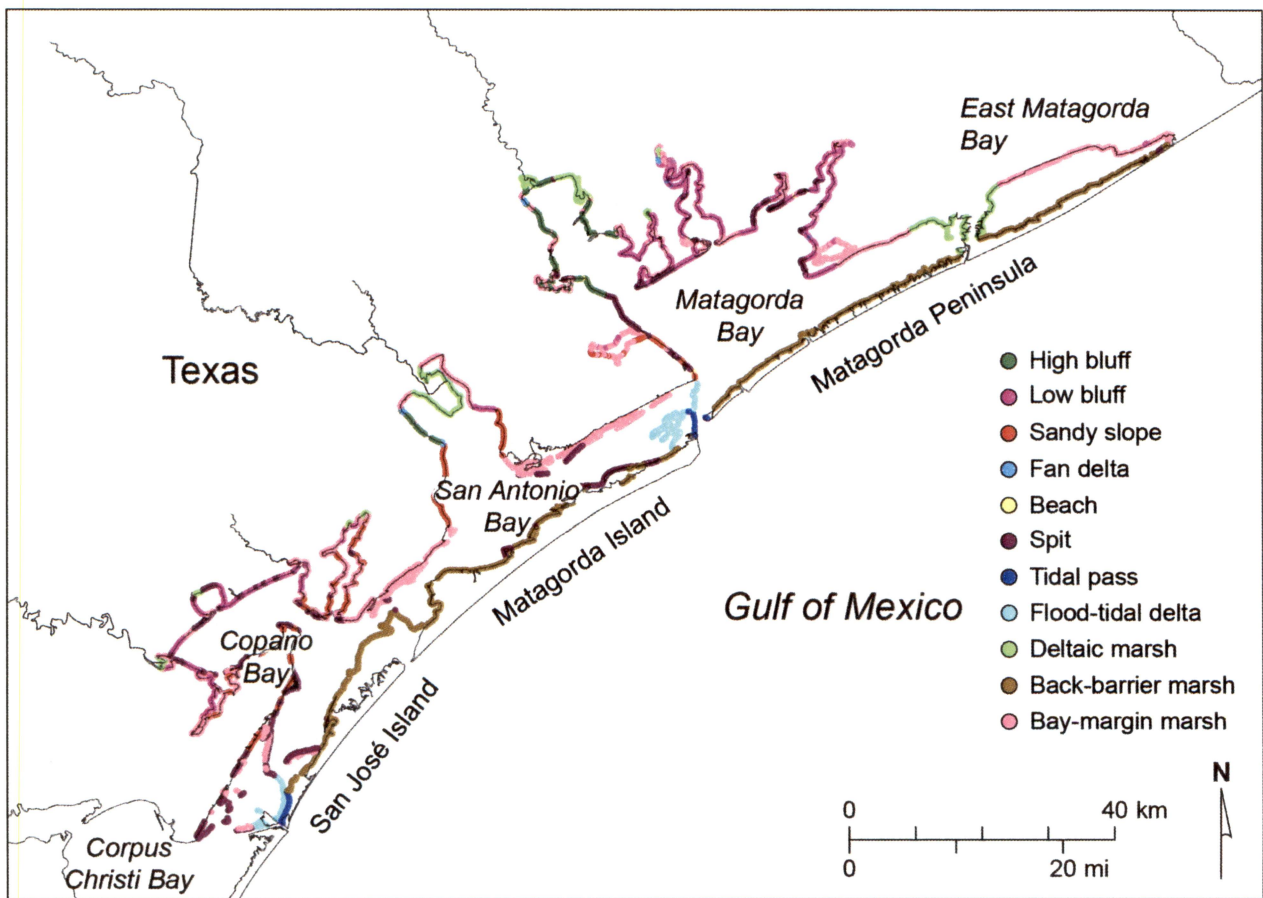 East Matagorda
Bay
Matagorda
Bay
Matagorda Peninsula
Texas
San Antonio
Bay
Matagorda Island
Gulf of Mexico
Copano
Bay
San José Island
Corpus
Christi Bay
High bluff
Low bluff
Sandy slope
Fan delta
Beach
Spit
Tidal pass
Flood-tidal delta
Deltaic marsh
Back-barrier marsh
Bay-margin marsh
N
0 40 km
0 20 mi